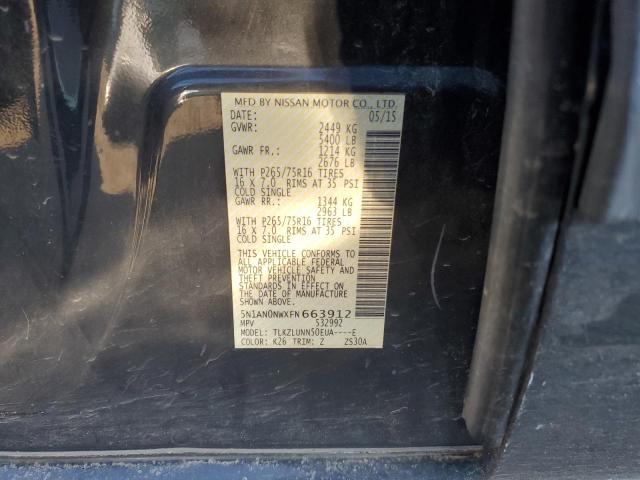 MFD BY NISSAN MOTOR CO., LTD.
DATE: 05/15
GVWR: 2449 KG
5400 LB
GAWR FR.: 1214 KG
2676 LB
WITH P265/75R16 TIRES
16 X 7.0 RIMS AT 35 PSI
COLD SINGLE
GAWR RR.: 1344 KG
2963 LB
WITH P265/75R16 TIRES
16 X 7.0 RIMS AT 35 PSI
COLD SINGLE
THIS VEHICLE CONFORMS TO
ALL APPLICABLE FEDERAL
MOTOR VEHICLE SAFETY AND
THEFT PREVENTION
STANDARDS IN EFFECT ON
THE DATE OF MANUFACTURE
SHOWN ABOVE.
5N1AN0NWXFN663912
MPV 532992
MODEL: TLKZLUNN50EUA----E
COLOR: K26 TRIM: Z ZS30A